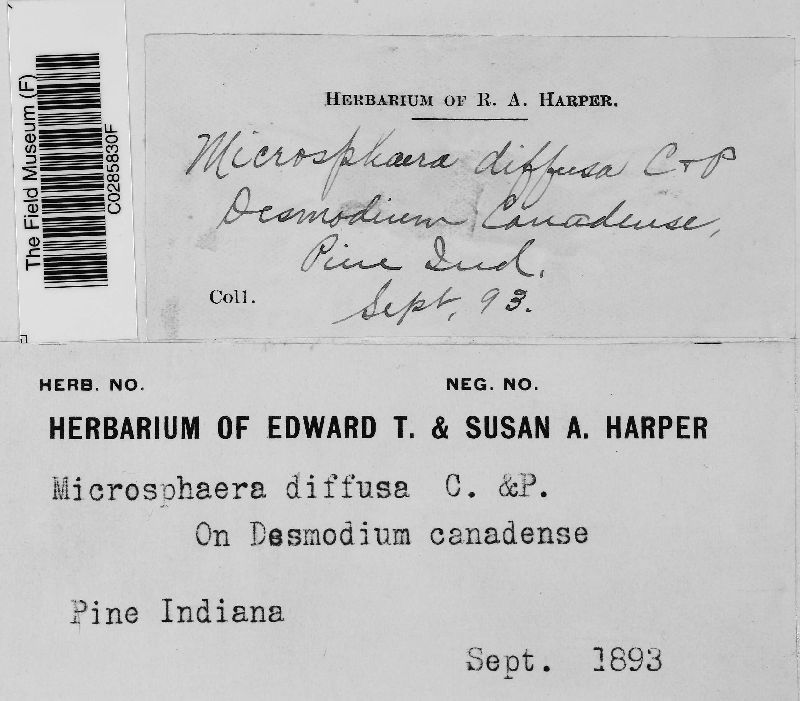 The Field Museum (F)
C0285830F
HERBARIUM OF R. A. HARPER.
Microsphaera diffusa C & P
Desmodium Canadense,
Pine Ind.
Coll.
Sept, 93.
HERB. NO. NEG. NO.
HERBARIUM OF EDWARD T. & SUSAN A. HARPER
Microsphaera diffusa C. &P.
On Desmodium canadense
Pine Indiana
Sept. 1893